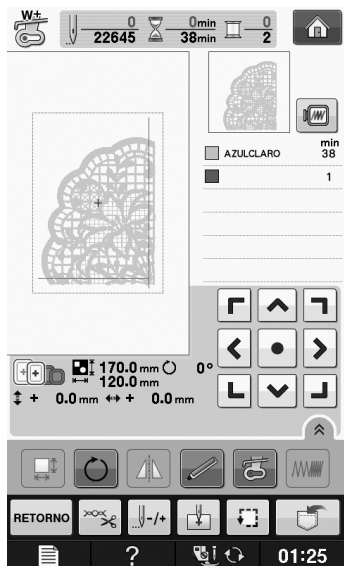 W+ 0 0min 0
22645 38min 2
min
AZULCLARO 38
1
170.0 mm 0°
120.0 mm
+ 0.0 mm + 0.0 mm
RETORNO -/+
? 01:25